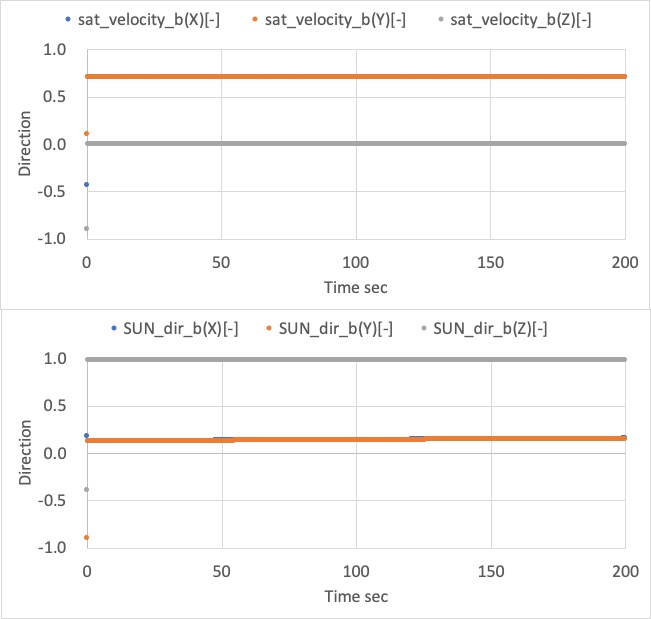 sat_velocity_b(X)[-] sat_velocity_b(Y)[-] sat_velocity_b(Z)[-]
1.0
0.5
0.0
-0.5
-1.0
Direction
0 50 100 150 200
Time sec
SUN_dir_b(X)[-] SUN_dir_b(Y)[-] SUN_dir_b(Z)[-]
1.0
0.5
0.0
-0.5
-1.0
Direction
0 50 100 150 200
Time sec